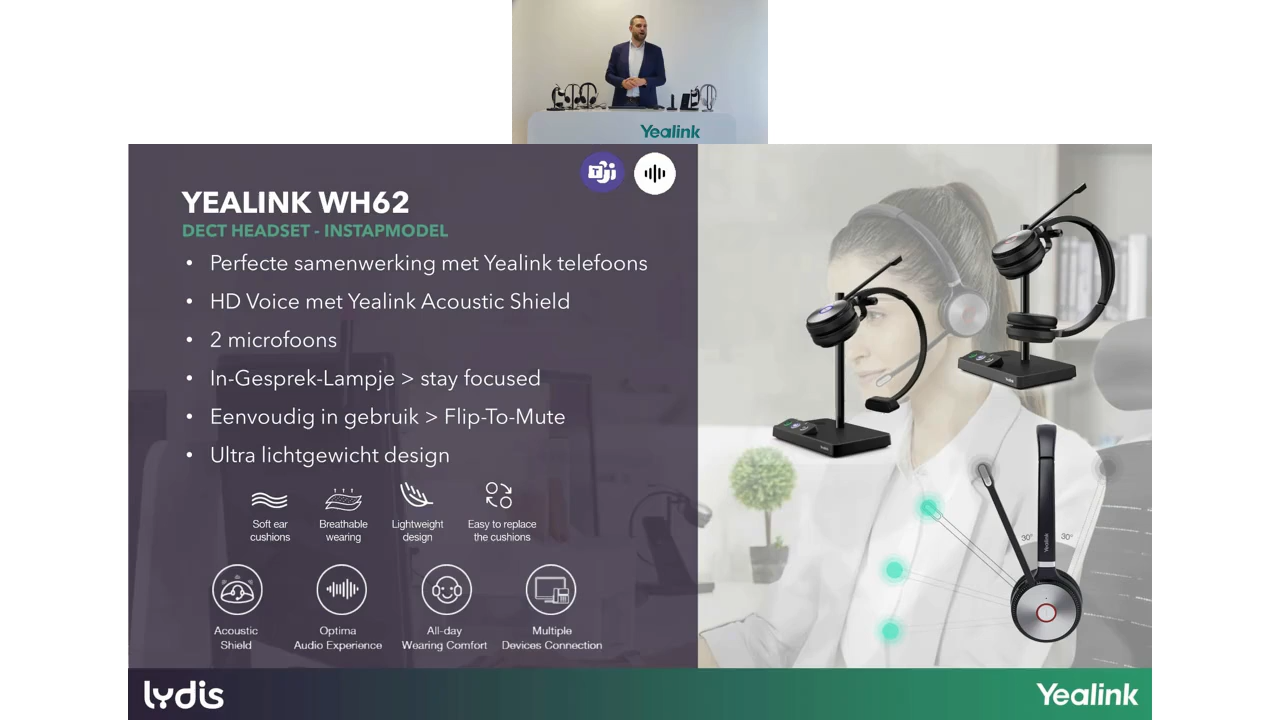 Yealink
YEALINK WH62
DECT HEADSET - INSTAPMODEL
• Perfecte samenwerking met Yealink telefoons
• HD Voice met Yealink Acoustic Shield
• 2 microfoons
• In-Gesprek-Lampje > stay focused
• Eenvoudig in gebruik > Flip-To-Mute
• Ultra lichtgewicht design
Soft ear
cushions
Breathable
wearing
Lightweight
design
Easy to replace
the cushions
Acoustic
Shield
Optima
Audio Experience
All-day
Wearing Comfort
Multiple
Devices Connection
30°
Yealink
30°
lydis
Yealink